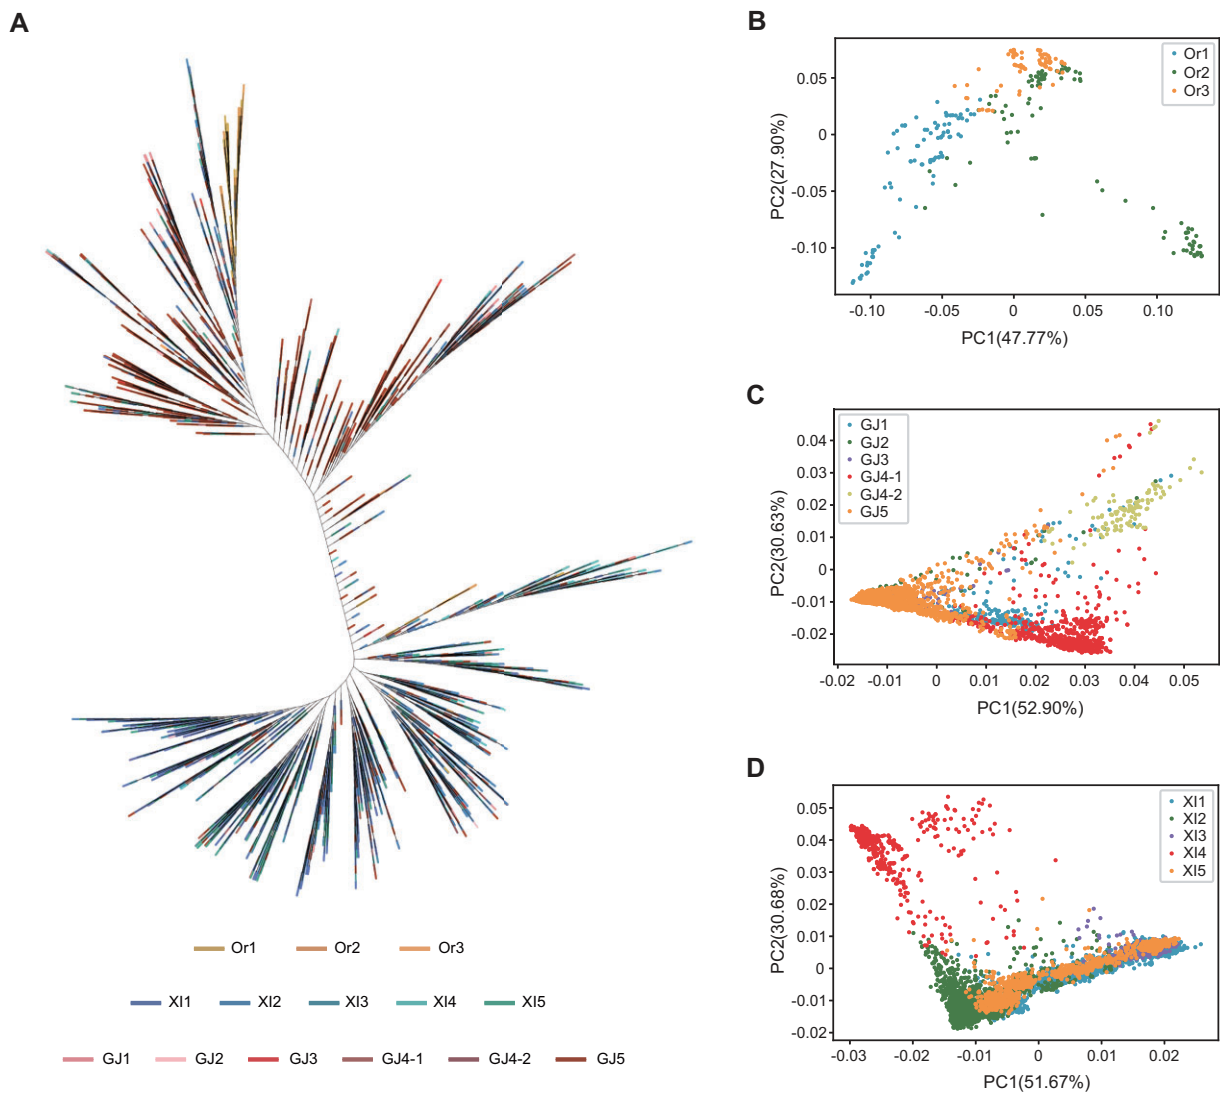 A
Or1 Or2 Or3
XI1 XI2 XI3 XI4 XI5
GJ1 GJ2 GJ3 GJ4-1 GJ4-2 GJ5
B
Or1
Or2
Or3
0.05
0
-0.05
-0.10
PC2(27.90%)
-0.10 -0.05 0 0.05 0.10
PC1(47.77%)
C
GJ1
GJ2
GJ3
GJ4-1
GJ4-2
GJ5
0.04
0.03
0.02
0.01
0
-0.01
-0.02
PC2(30.63%)
-0.02 -0.01 0 0.01 0.02 0.03 0.04 0.05
PC1(52.90%)
D
XI1
XI2
XI3
XI4
XI5
0.05
0.04
0.03
0.02
0.01
0
-0.01
-0.02
PC2(30.68%)
-0.03 -0.02 -0.01 0 0.01 0.02
PC1(51.67%)